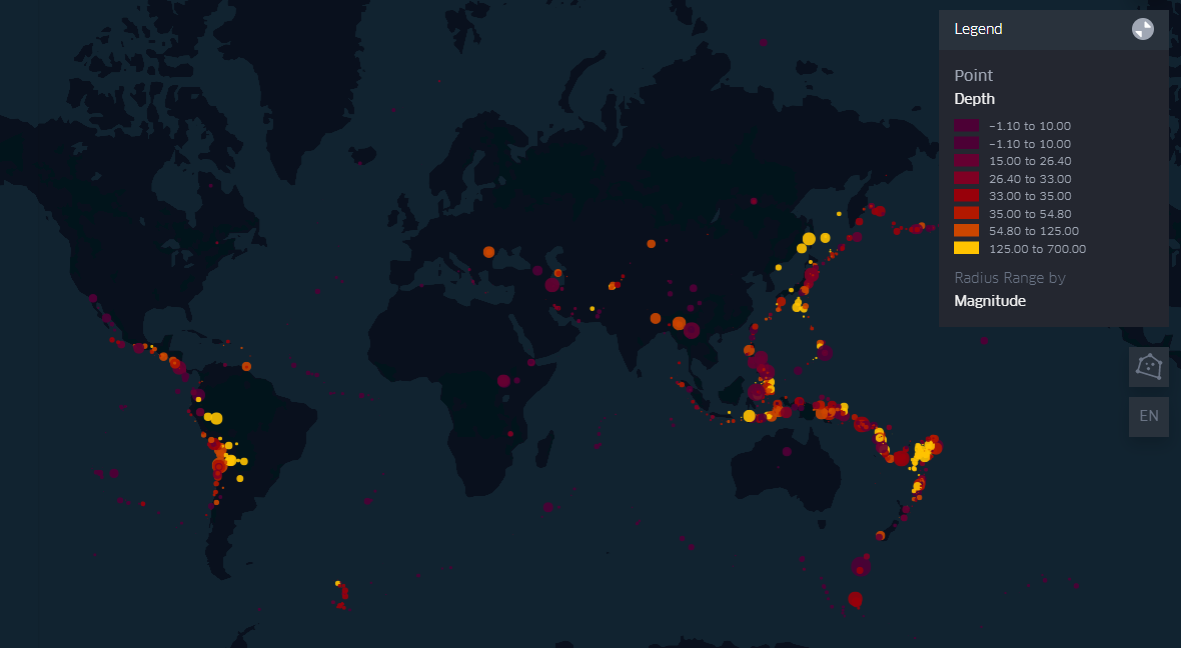 Legend
Point
Depth
−1.10 to 10.00
−1.10 to 10.00
15.00 to 26.40
26.40 to 33.00
33.00 to 35.00
35.00 to 54.80
54.80 to 125.00
125.00 to 700.00
Radius Range by
Magnitude
EN